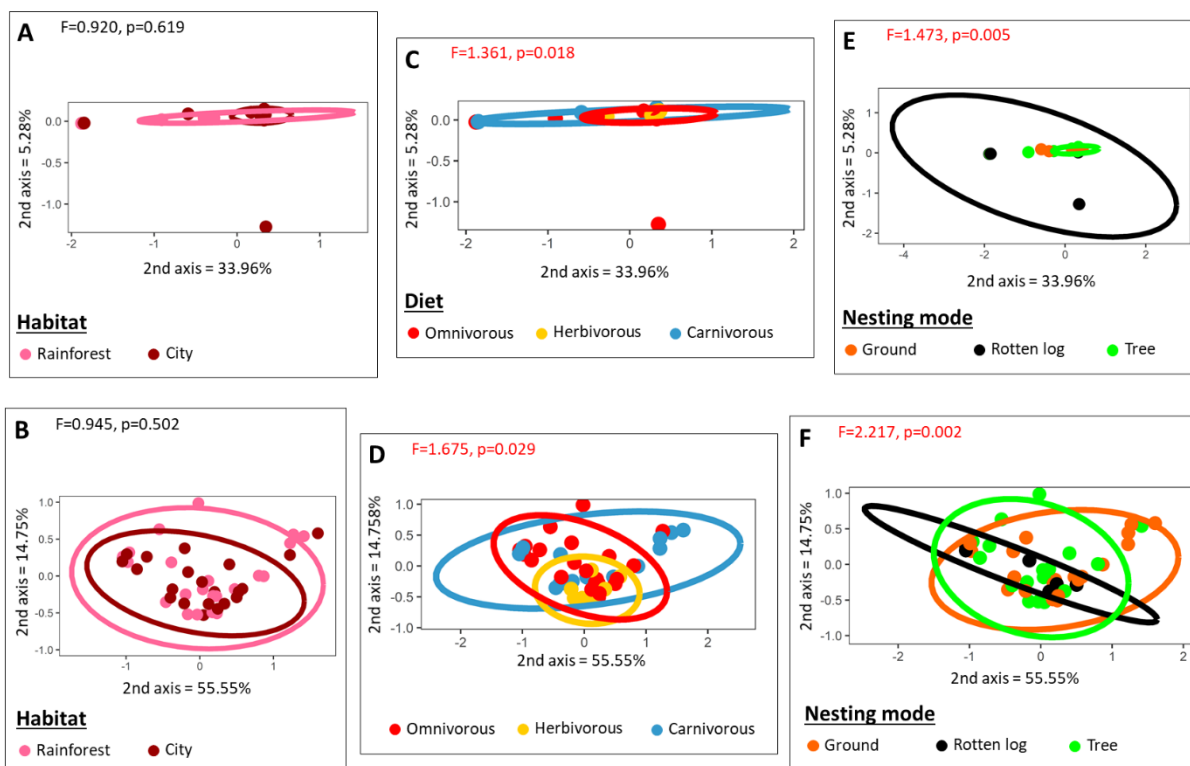 A
F=0.920, p=0.619
2nd axis = 5.28%
0.0
-0.5
-1.0
-2
-1
0
1
2nd axis = 33.96%
Habitat
Rainforest
City
C
F=1.361, p=0.018
2nd axis = 5.28%
0.0
-0.5
-1.0
-2
-1
0
1
2
2nd axis = 33.96%
Diet
Omnivorous
Herbivorous
Carnivorous
E
F=1.473, p=0.005
2nd axis = 5.28%
1
0
-1
-2
-4
-2
0
2
2nd axis = 33.96%
Nesting mode
Ground
Rotten log
Tree
B
F=0.945, p=0.502
2nd axis = 14.75%
1.0
0.5
0.0
-0.5
-1.0
-1
0
1
2nd axis = 55.55%
Habitat
Rainforest
City
D
F=1.675, p=0.029
2nd axis = 14.758%
1.0
0.5
0.0
-0.5
-1.0
-2
-1
0
1
2
2nd axis = 55.55%
Omnivorous
Herbivorous
Carnivorous
F
F=2.217, p=0.002
2nd axis = 14.75%
1.0
0.5
0.0
-0.5
-1.0
-2
-1
0
1
2
2nd axis = 55.55%
Nesting mode
Ground
Rotten log
Tree